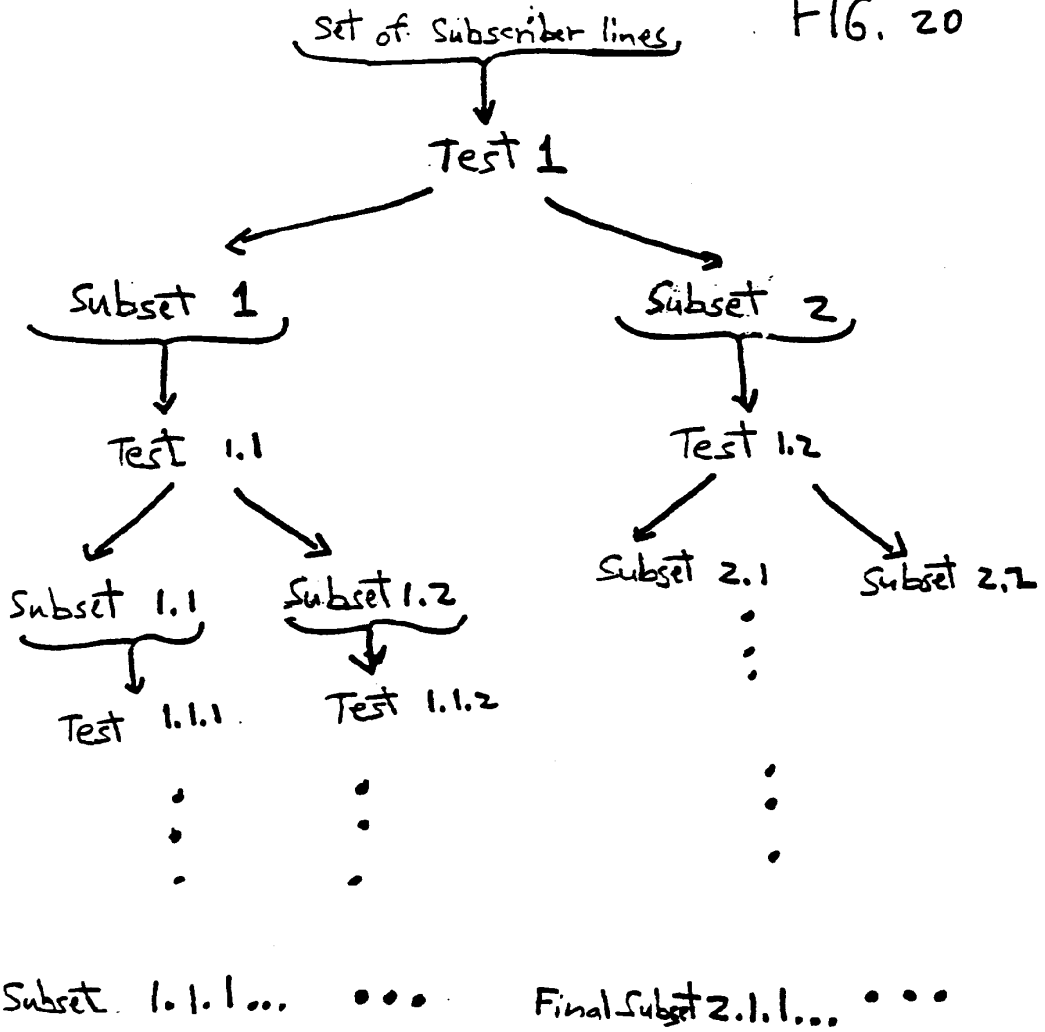 FIG. 20
Set of Subscriber lines
Test 1
Subset 1
Subset 2
Test 1.1
Test 1.2
Subset 1.1
Subset 1.2
Subset 2.1
Subset 2.2
Test 1.1.1
Test 1.1.2
Subset 1.1.1... ...
Final Subset 2.1.1... ...